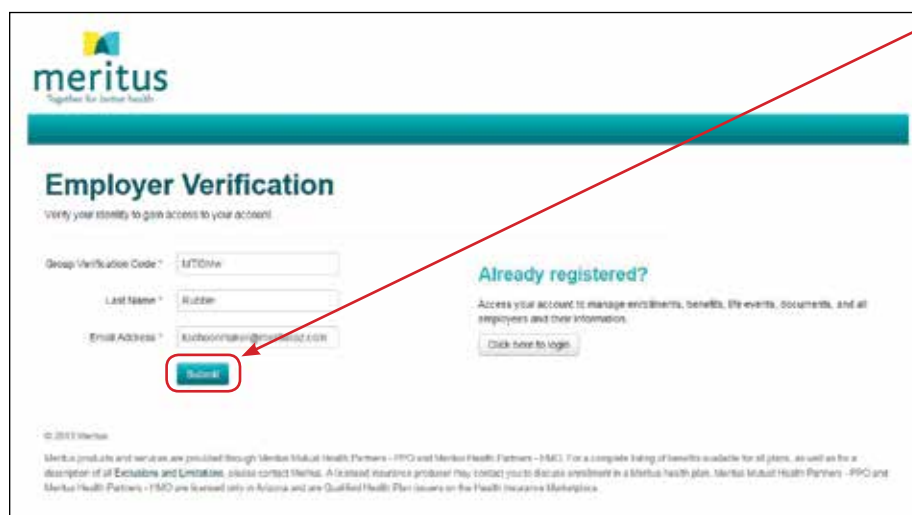 meritus
Together for better health
Employer Verification
Verify your identity to gain access to your account.
Group Verification Code *
Last Name * Rubble
Email Address *
Submit
Already registered?
Access your account to manage enrollments, benefits, life events, documents, and all
employees and their information.
Click here to login
© 2013 Meritus
Meritus products and services are provided through Meritus Mutual Health Partners - PPO and Meritus Health Partners - HMO. For a complete listing of benefits available for all plans, as well as for a
description of all Exclusions and Limitations, please contact Meritus. A licensed insurance producer may contact you to discuss enrollment in a Meritus health plan. Meritus Mutual Health Partners - PPO and
Meritus Health Partners - HMO are licensed only in Arizona and are Qualified Health Plan issuers on the Health Insurance Marketplace.